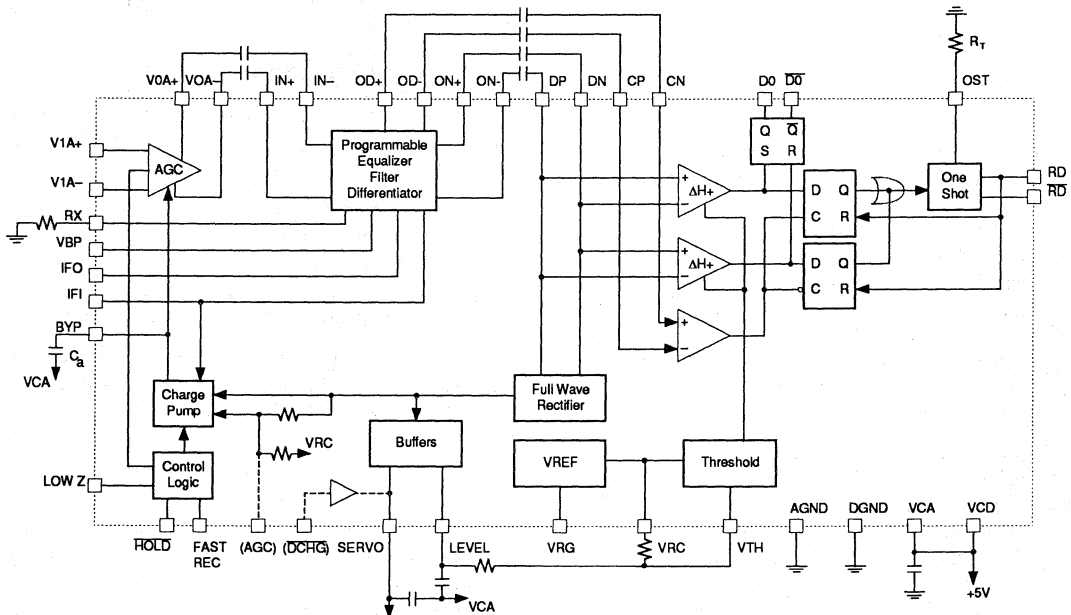 R_T
V0A+ VOA– IN+ IN– OD+ OD- ON+ ON- DP DN CP CN D0 D0 OST
V1A+
V1A–
RX
VBP
IFO
IFI
BYP
C_a
VCA
LOW Z
AGC
Programmable
Equalizer
Filter
Differentiator
+
ΔH+
–
+
ΔH+
–
+
–
Q Q
S R
D Q
C R
D Q
C R
One
Shot
RD
RD
Charge
Pump
Control
Logic
VRC
Buffers
Full Wave
Rectifier
VREF
Threshold
HOLD FAST
REC
(AGC) (DCHG) SERVO LEVEL VRG VRC VTH
AGND DGND VCA VCD
VCA
+5V